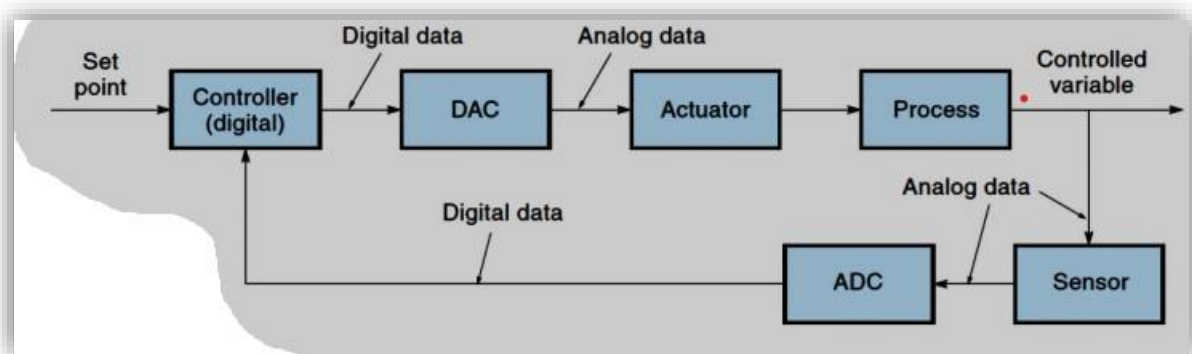 Digital data
Analog data
Set
point
Controlled
variable
Controller
(digital)
DAC
Actuator
Process
Analog data
Digital data
ADC
Sensor